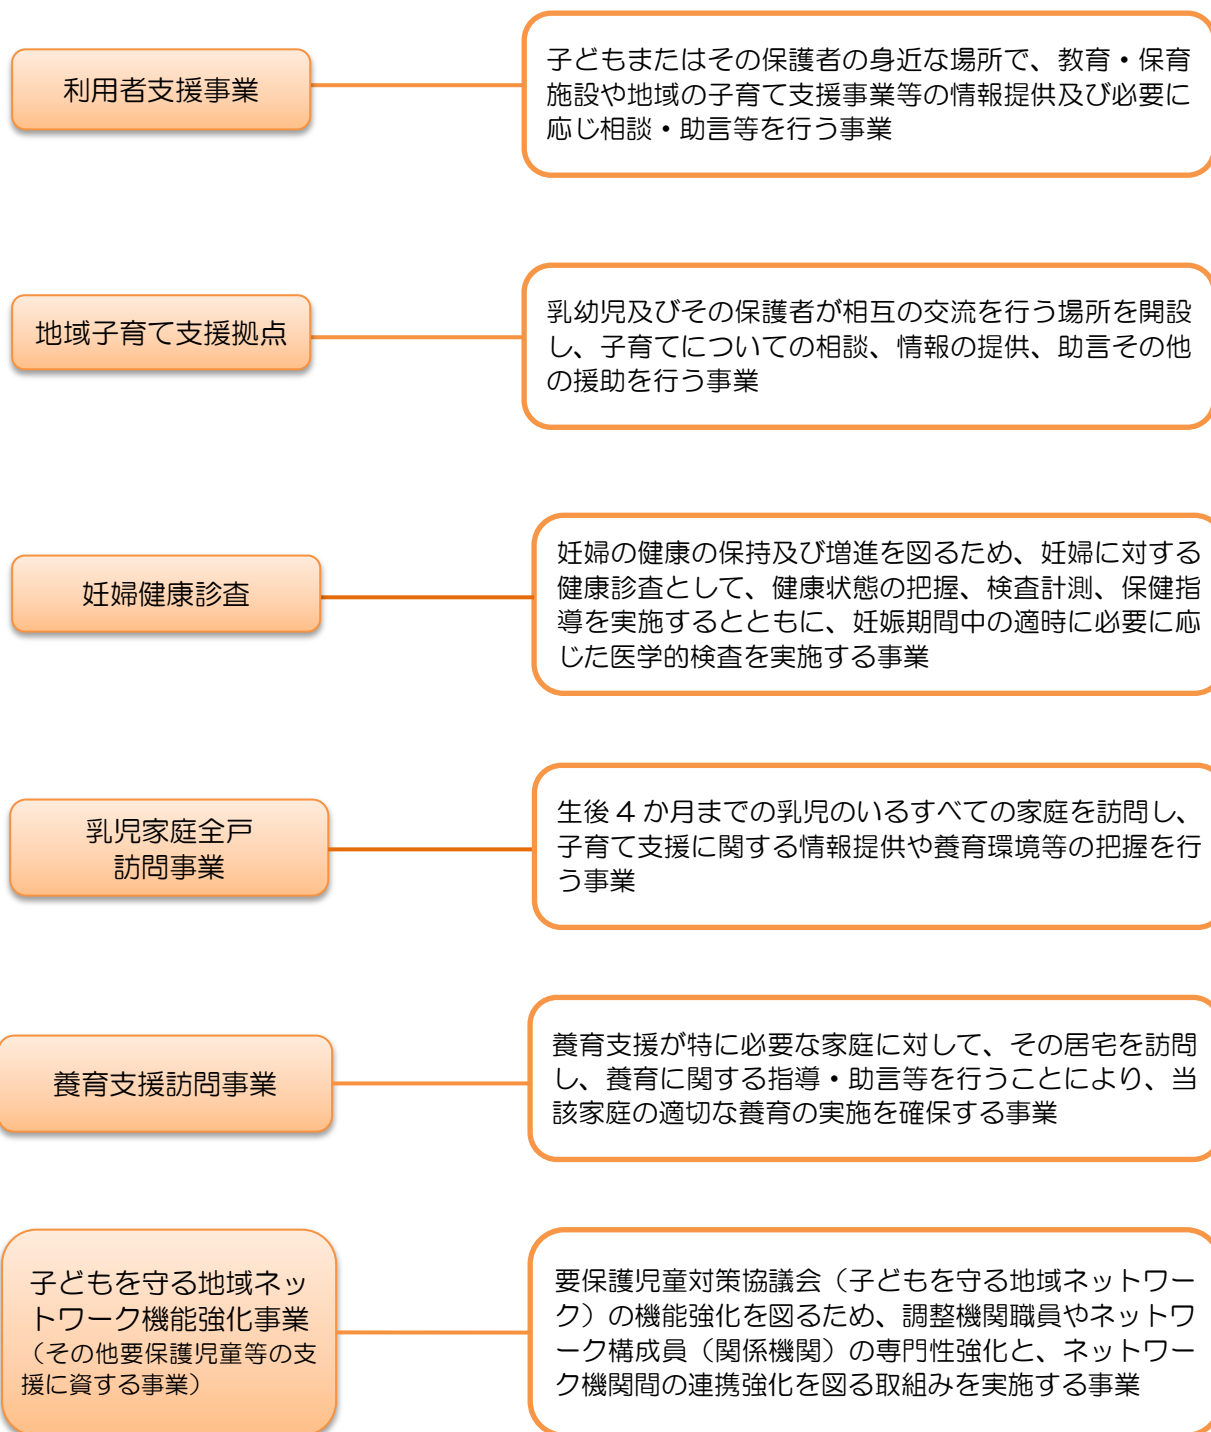 利用者支援事業
子どもまたはその保護者の身近な場所で、教育・保育
施設や地域の子育て支援事業等の情報提供及び必要に
応じ相談・助言等を行う事業
地域子育て支援拠点
乳幼児及びその保護者が相互の交流を行う場所を開設
し、子育てについての相談、情報の提供、助言その他
の援助を行う事業
妊婦健康診査
妊婦の健康の保持及び増進を図るため、妊婦に対する
健康診査として、健康状態の把握、検査計測、保健指
導を実施するとともに、妊娠期間中の適時に必要に応
じた医学的検査を実施する事業
乳児家庭全戸
訪問事業
生後 4 か月までの乳児のいるすべての家庭を訪問し、
子育て支援に関する情報提供や養育環境等の把握を行
う事業
養育支援訪問事業
養育支援が特に必要な家庭に対して、その居宅を訪問
し、養育に関する指導・助言等を行うことにより、当
該家庭の適切な養育の実施を確保する事業
子どもを守る地域ネッ
トワーク機能強化事業
（その他要保護児童等の支
援に資する事業）
要保護児童対策協議会（子どもを守る地域ネットワー
ク）の機能強化を図るため、調整機関職員やネットワ
ーク構成員（関係機関）の専門性強化と、ネットワー
ク機関間の連携強化を図る取組みを実施する事業